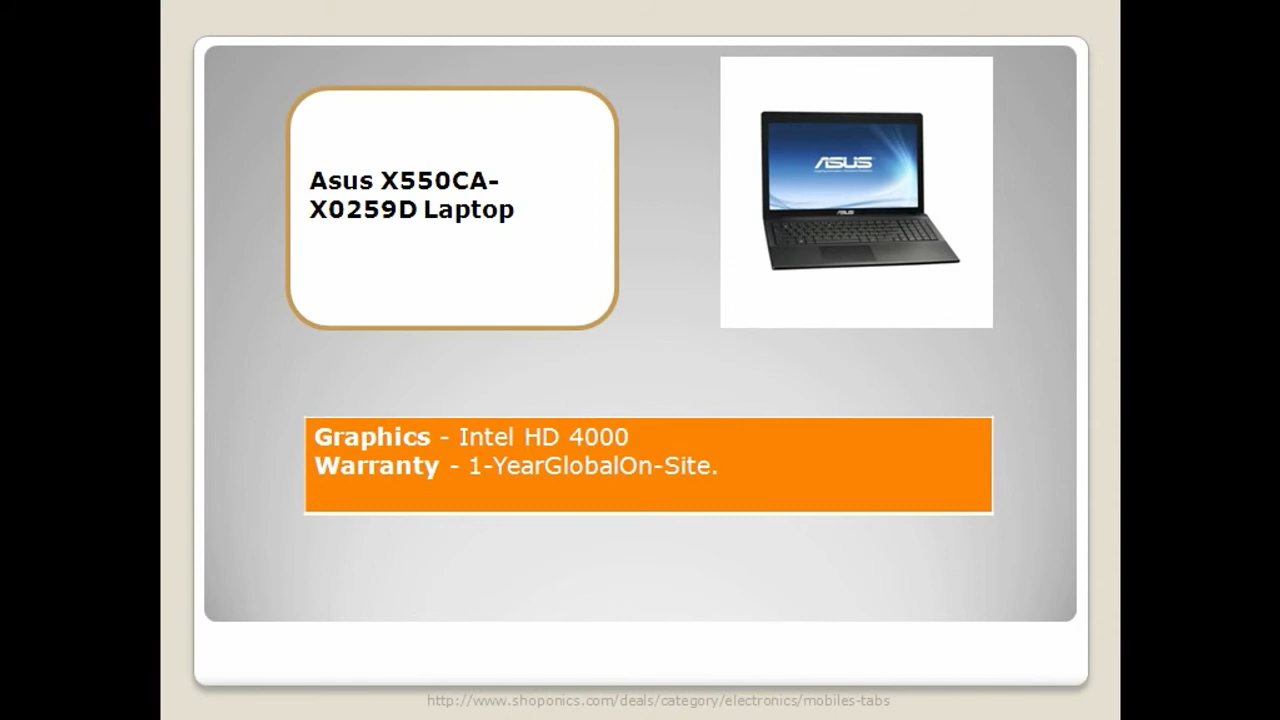 Asus X550CA-
X0259D Laptop
ASUS
ASUS
Graphics - Intel HD 4000
Warranty - 1-YearGlobalOn-Site.
http://www.shoponics.com/deals/category/electronics/mobiles-tabs